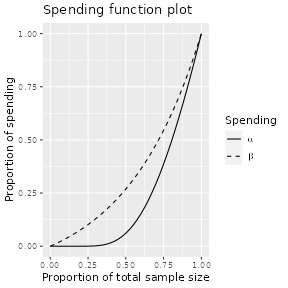 Spending function plot
Proportion of spending
1.00
0.75
0.50
0.25
0.00
0.00 0.25 0.50 0.75 1.00
Proportion of total sample size
Spending
α
β